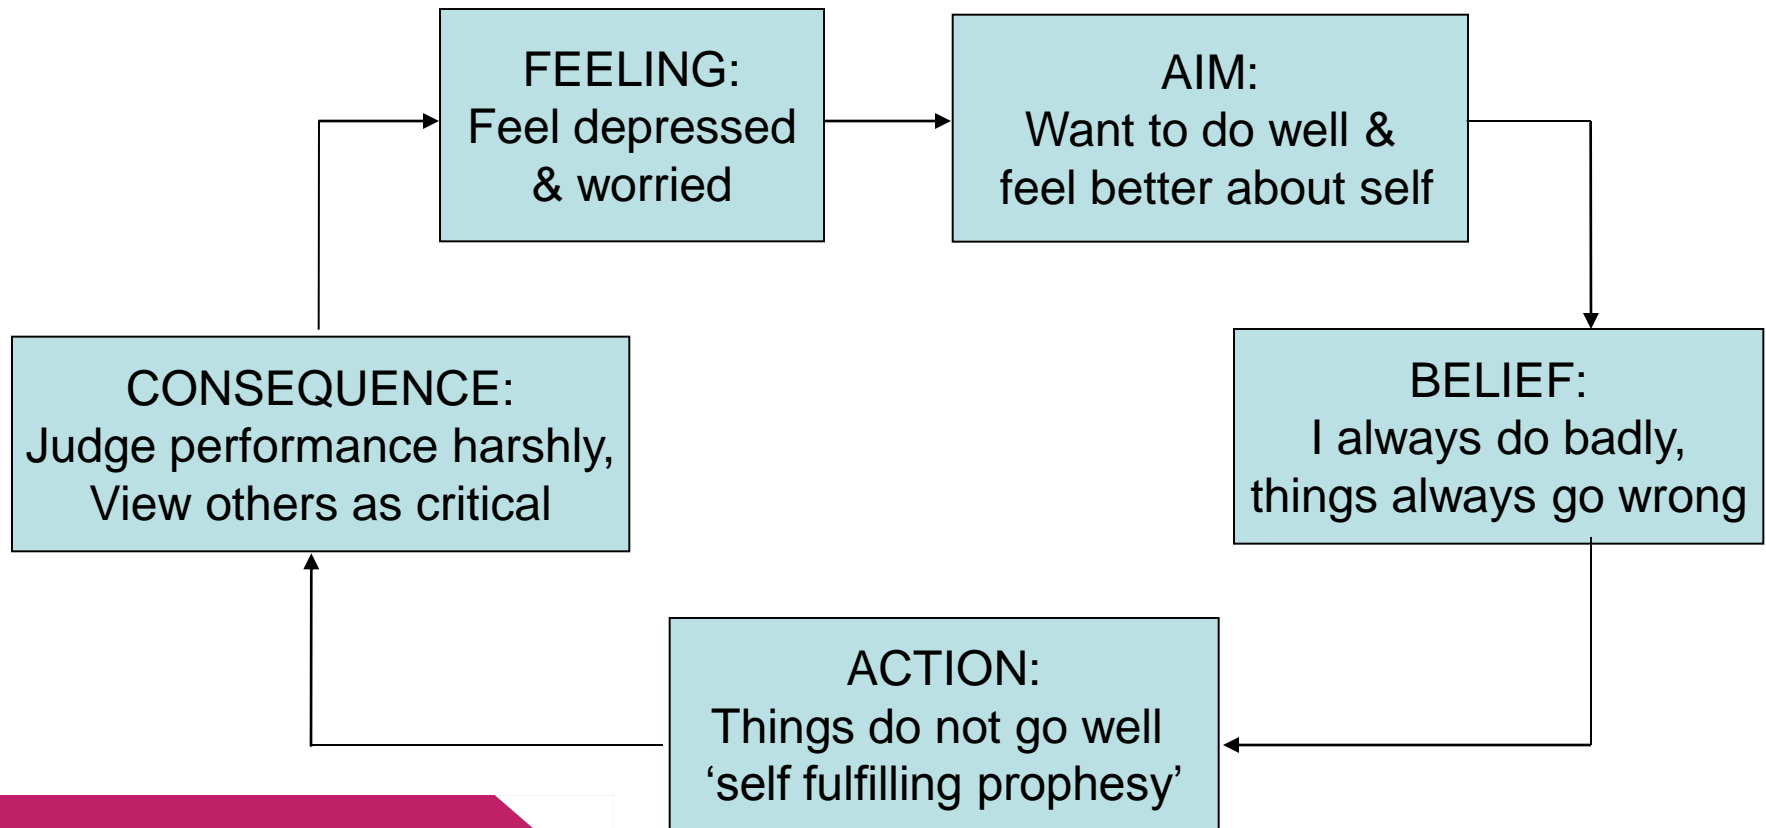 FEELING:
Feel depressed
& worried
AIM:
Want to do well &
feel better about self
BELIEF:
I always do badly,
things always go wrong
ACTION:
Things do not go well
‘self fulfilling prophesy’
CONSEQUENCE:
Judge performance harshly,
View others as critical